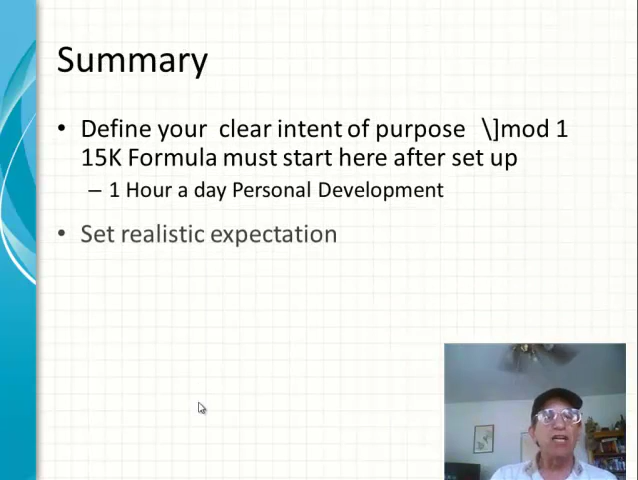 Summary
• Define your clear intent of purpose \]mod 1
15K Formula must start here after set up
– 1 Hour a day Personal Development
• Set realistic expectation